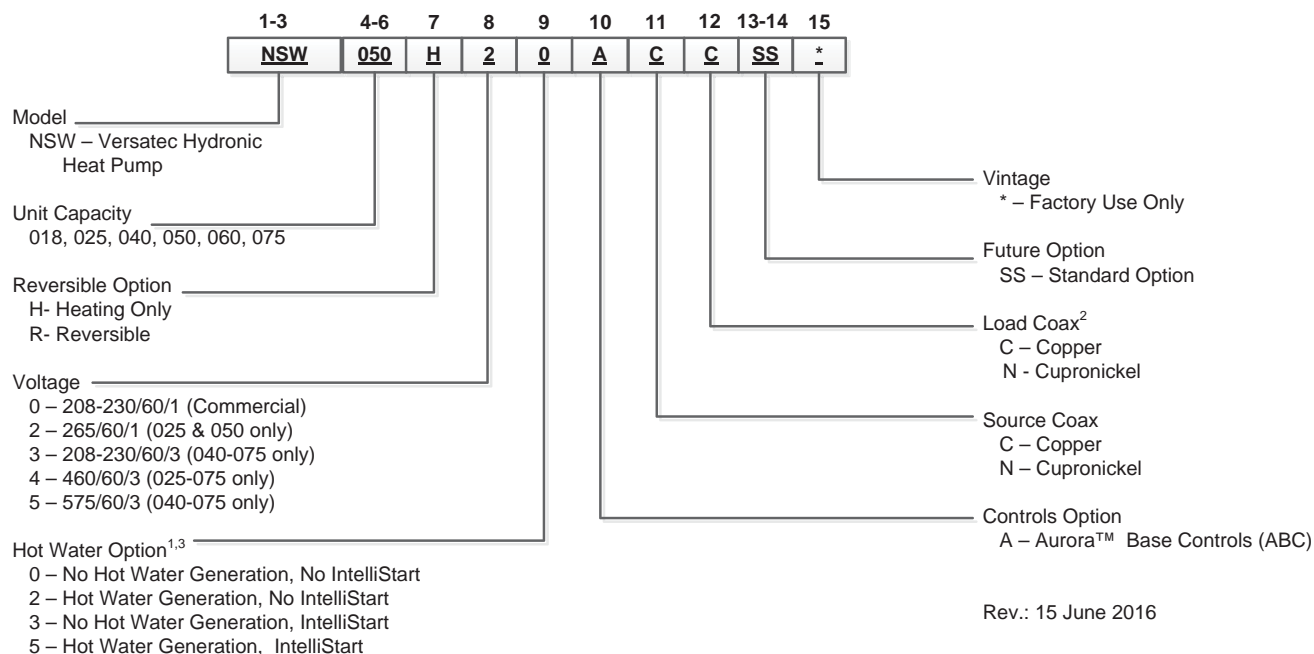 1-3 4-6 7 8 9 10 11 12 13-14 15
NSW 050 H 2 0 A C C SS *
Model
NSW – Versatec Hydronic
Heat Pump
Unit Capacity
018, 025, 040, 050, 060, 075
Reversible Option
H- Heating Only
R- Reversible
Voltage
0 – 208-230/60/1 (Commercial)
2 – 265/60/1 (025 & 050 only)
3 – 208-230/60/3 (040-075 only)
4 – 460/60/3 (025-075 only)
5 – 575/60/3 (040-075 only)
Hot Water Option1,3
0 – No Hot Water Generation, No IntelliStart
2 – Hot Water Generation, No IntelliStart
3 – No Hot Water Generation, IntelliStart
5 – Hot Water Generation, IntelliStart
Vintage
* – Factory Use Only
Future Option
SS – Standard Option
Load Coax2
C – Copper
N - Cupronickel
Source Coax
C – Copper
N – Cupronickel
Controls Option
A – Aurora™ Base Controls (ABC)
Rev.: 15 June 2016